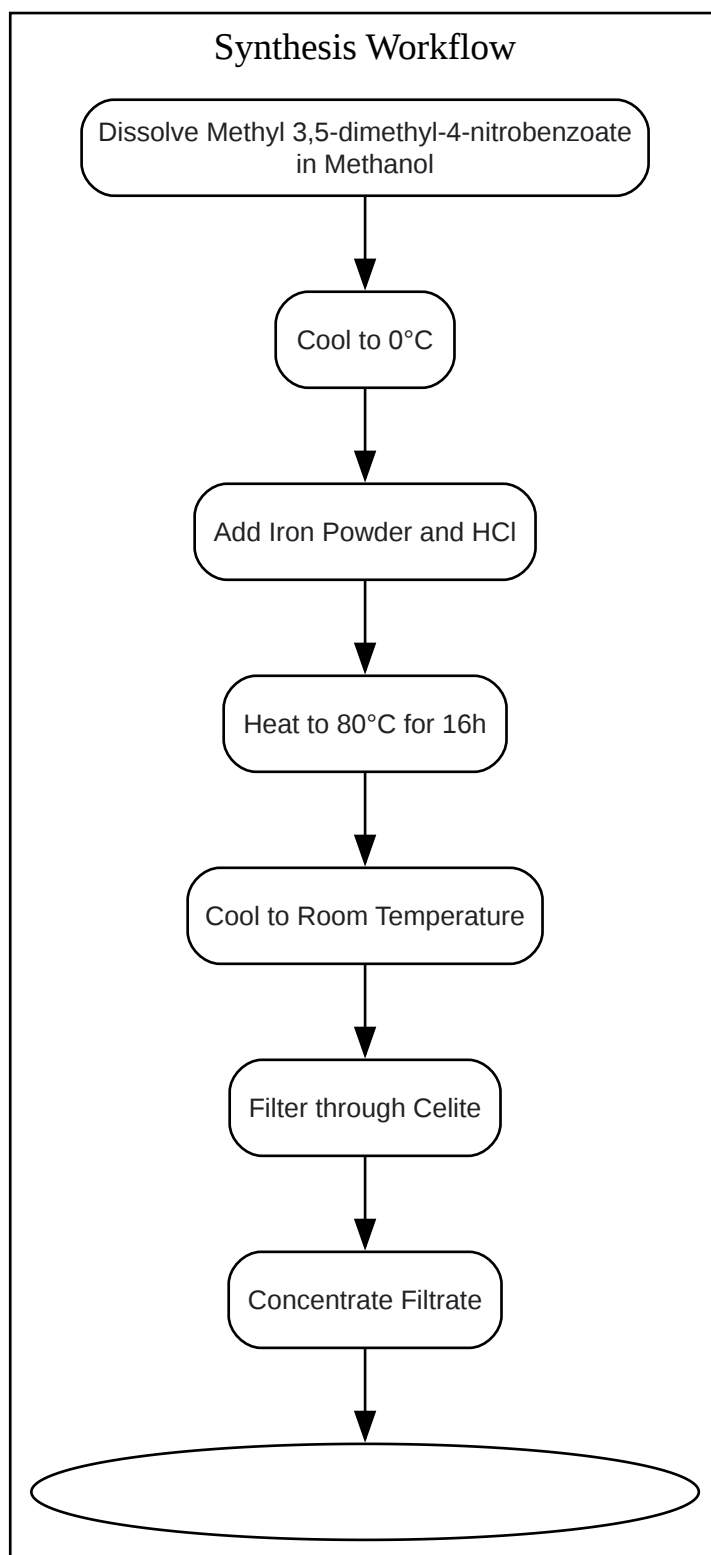 Synthesis Workflow
Dissolve Methyl 3,5-dimethyl-4-nitrobenzoate
in Methanol
Cool to 0°C
Add Iron Powder and HCl
Heat to 80°C for 16h
Cool to Room Temperature
Filter through Celite
Concentrate Filtrate